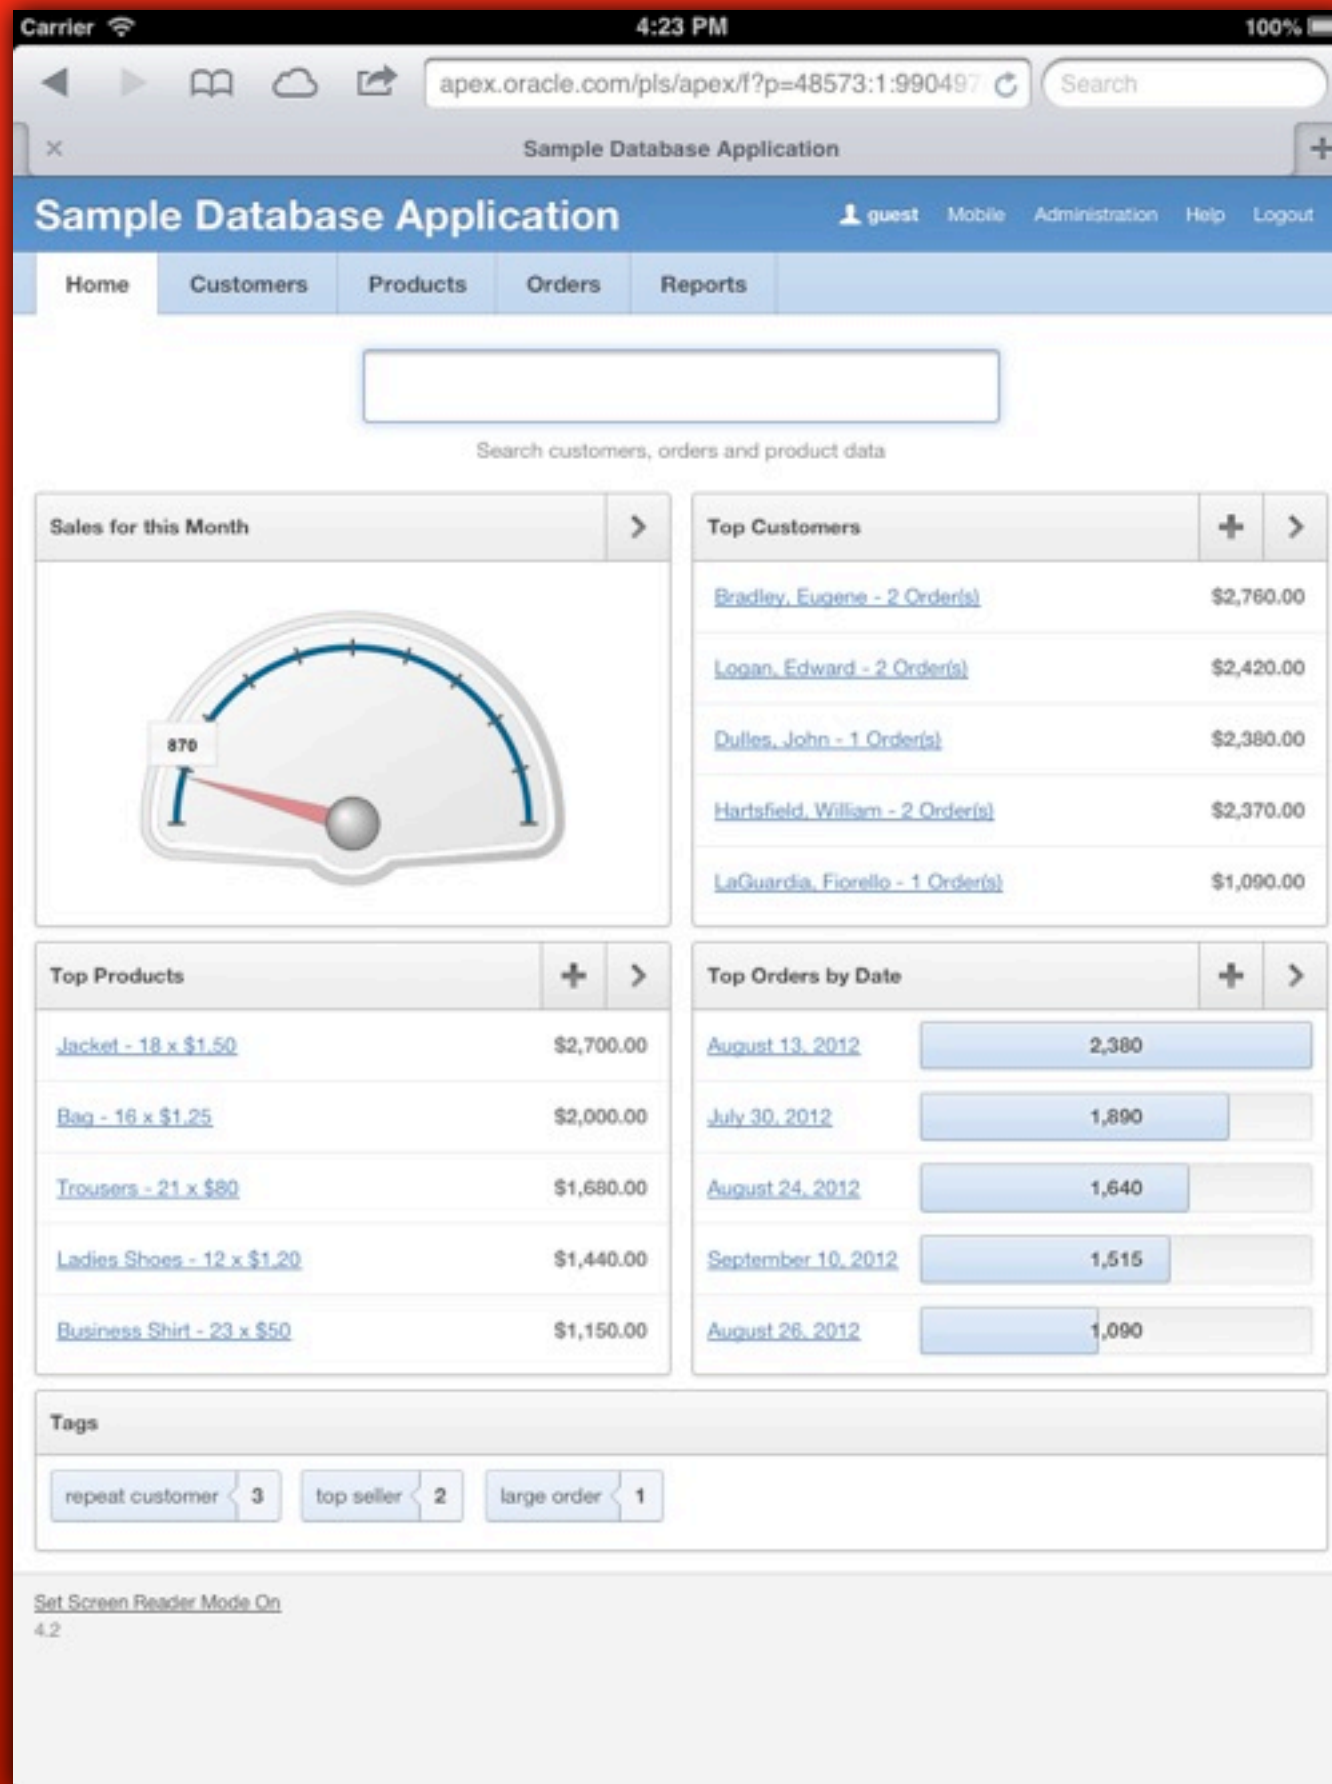 Carrier 4:23 PM 100%
apex.oracle.com/pls/apex/f?p=48573:1:990497 Search
Sample Database Application
Sample Database Application guest Mobile Administration Help Logout
Home Customers Products Orders Reports
Search customers, orders and product data
Sales for this Month
870
Top Customers
Bradley, Eugene - 2 Order(s) $2,760.00
Logan, Edward - 2 Order(s) $2,420.00
Dulles, John - 1 Order(s) $2,380.00
Hartsfield, William - 2 Order(s) $2,370.00
LaGuardia, Fiorello - 1 Order(s) $1,090.00
Top Products
Jacket - 18 x $1.50 $2,700.00
Bag - 16 x $1.25 $2,000.00
Trousers - 21 x $80 $1,680.00
Ladies Shoes - 12 x $1.20 $1,440.00
Business Shirt - 23 x $50 $1,150.00
Top Orders by Date
August 13, 2012 2,380
July 30, 2012 1,890
August 24, 2012 1,640
September 10, 2012 1,515
August 26, 2012 1,090
Tags
repeat customer 3 top seller 2 large order 1
Set Screen Reader Mode On
4.2